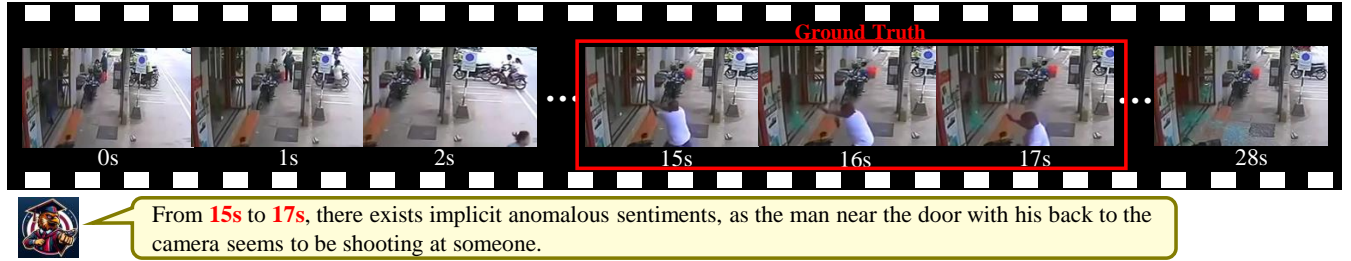 Ground Truth
0s 1s 2s ... 15s 16s 17s ... 28s
From 15s to 17s, there exists implicit anomalous sentiments, as the man near the door with his back to the
camera seems to be shooting at someone.